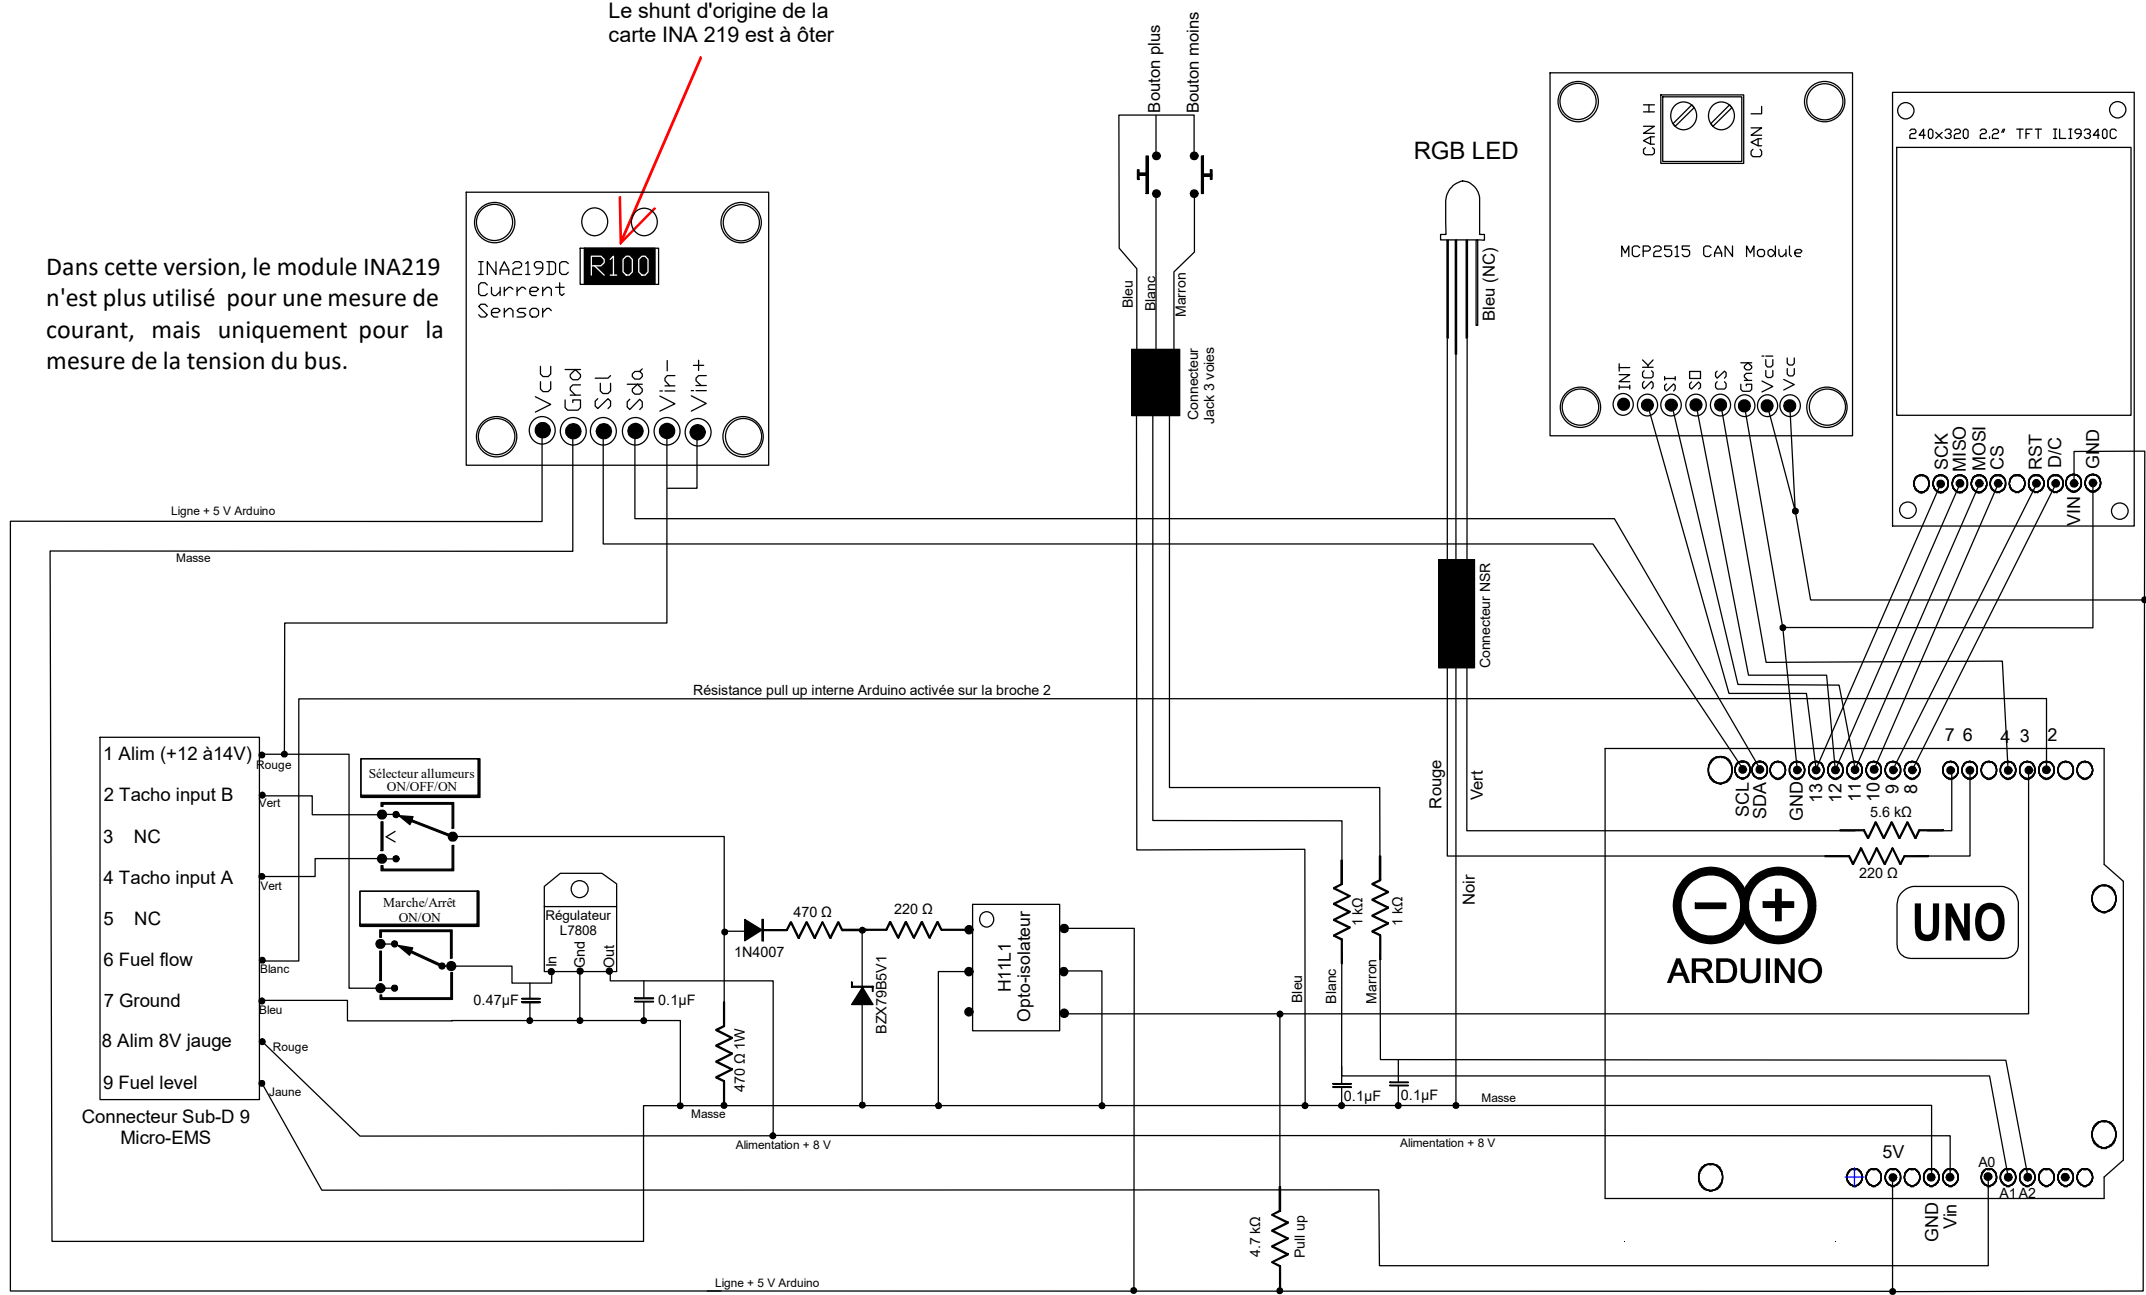 Le shunt d'origine de la
carte INA 219 est à ôter
Dans cette version, le module INA219
n'est plus utilisé pour une mesure de
courant, mais uniquement pour la
mesure de la tension du bus.
INA219DC
Current
Sensor
R100
Vcc
Gnd
Scl
Sda
Vin-
Vin+
Bouton plus
Bouton moins
Bleu
Blanc
Marron
Connecteur
Jack 3 voies
RGB LED
Bleu (NC)
Connecteur NSR
CAN H
CAN L
MCP2515 CAN Module
INT
SCK
SI
SO
CS
Gnd
Vcci
Vcc
240x320 2.2" TFT ILI9340C
SCK
MISO
MOSI
CS
RST
D/C
VIN
GND
Ligne + 5 V Arduino
Masse
Résistance pull up interne Arduino activée sur la broche 2
1 Alim (+12 à14V)
2 Tacho input B
3 NC
4 Tacho input A
5 NC
6 Fuel flow
7 Ground
8 Alim 8V jauge
9 Fuel level
Connecteur Sub-D 9
Micro-EMS
Rouge
Vert
Vert
Blanc
Bleu
Rouge
Jaune
Sélecteur allumeurs
ON/OFF/ON
<
Marche/Arrêt
ON/ON
Régulateur
L7808
In
Gnd
Out
0.47µF
0.1µF
1N4007
470 Ω
220 Ω
BZX79B5V1
470 Ω 1W
H11L1
Opto-isolateur
Bleu
Blanc
Marron
1 kΩ
1 kΩ
0.1µF
0.1µF
Rouge
Vert
Noir
5.6 kΩ
220 Ω
SCL
SDA
GND
13
12
11
10
9
8
7
6
4
3
2
ARDUINO
UNO
5V
GND
Vin
A0
A1
A2
Masse
Masse
Alimentation + 8 V
Alimentation + 8 V
4.7 kΩ
Pull up
Ligne + 5 V Arduino